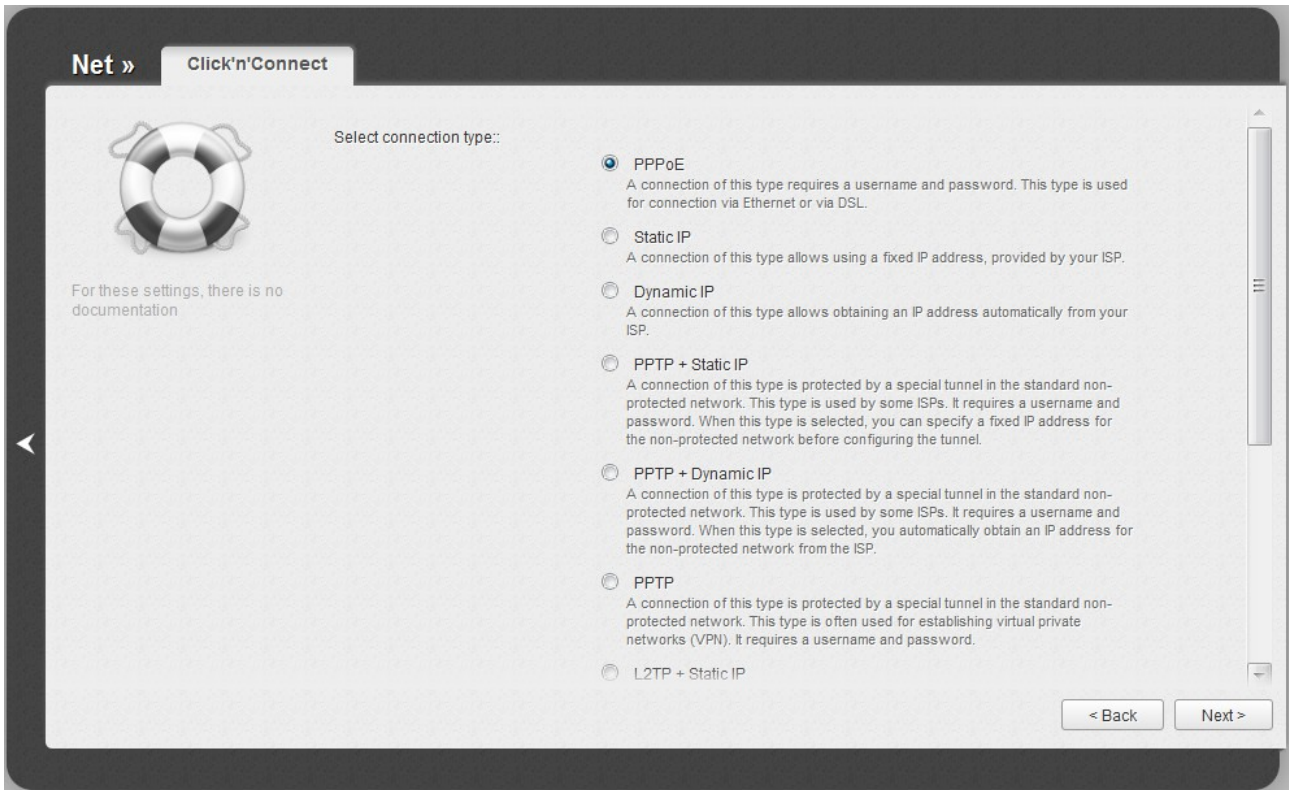 Net »
Click'n'Connect
Select connection type::
For these settings, there is no
documentation
PPPoE
A connection of this type requires a username and password. This type is used
for connection via Ethernet or via DSL.
Static IP
A connection of this type allows using a fixed IP address, provided by your ISP.
Dynamic IP
A connection of this type allows obtaining an IP address automatically from your
ISP.
PPTP + Static IP
A connection of this type is protected by a special tunnel in the standard non-
protected network. This type is used by some ISPs. It requires a username and
password. When this type is selected, you can specify a fixed IP address for
the non-protected network before configuring the tunnel.
PPTP + Dynamic IP
A connection of this type is protected by a special tunnel in the standard non-
protected network. This type is used by some ISPs. It requires a username and
password. When this type is selected, you automatically obtain an IP address for
the non-protected network from the ISP.
PPTP
A connection of this type is protected by a special tunnel in the standard non-
protected network. This type is often used for establishing virtual private
networks (VPN). It requires a username and password.
L2TP + Static IP
< Back
Next >